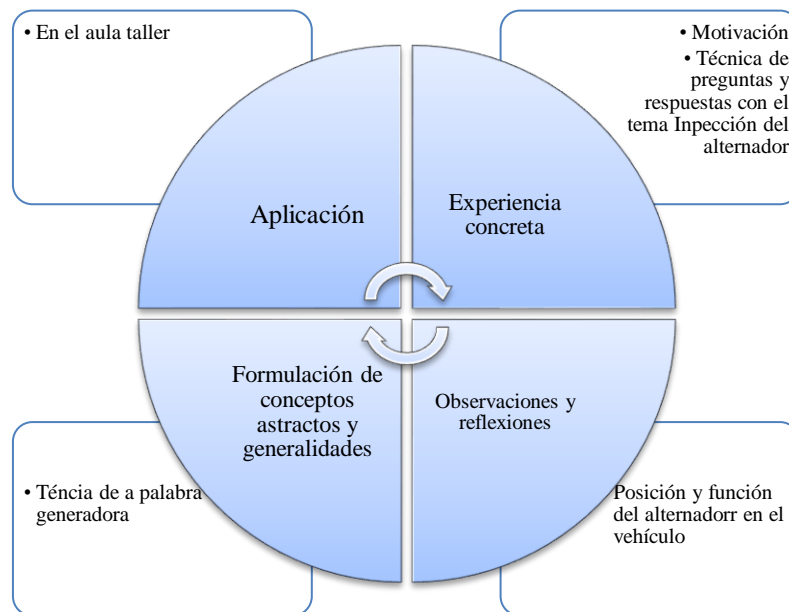 • En el aula taller
• Motivación
• Técnica de
preguntas y
respuestas con el
tema Inpección del
alternador
Aplicación
Experiencia
concreta
Formulación de
conceptos
astractos y
generalidades
Observaciones y
reflexiones
• Téncia de a palabra
generadora
Posición y función
del alternadorr en el
vehículo